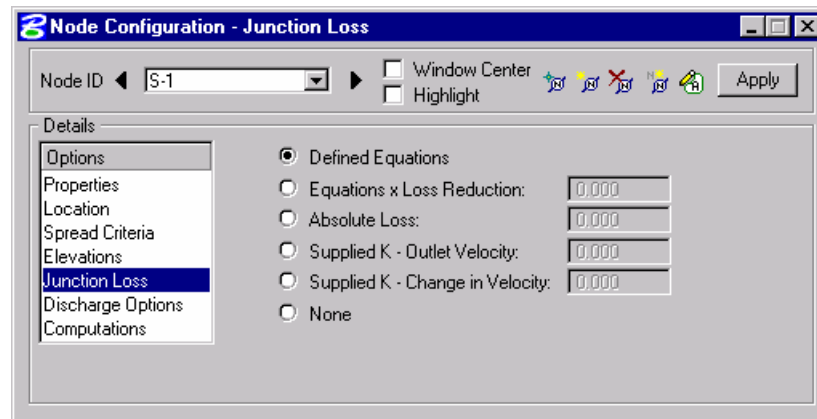 Node Configuration - Junction Loss
Node ID S-1 Window Center Apply
Highlight
Details
Options
Properties
Location
Spread Criteria
Elevations
Junction Loss
Discharge Options
Computations
Defined Equations
Equations x Loss Reduction: 0.000
Absolute Loss: 0.000
Supplied K - Outlet Velocity: 0.000
Supplied K - Change in Velocity: 0.000
None